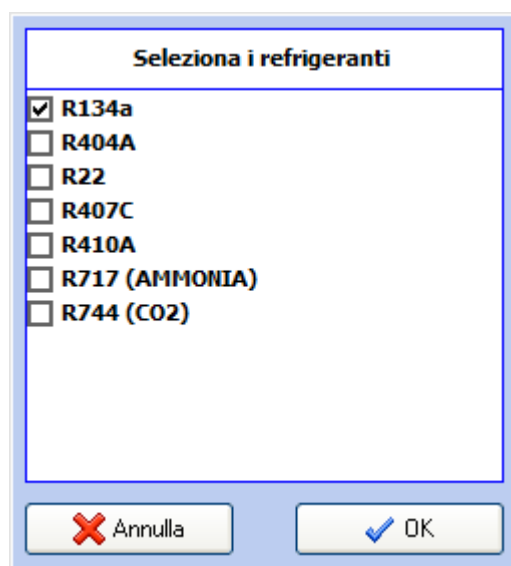 Seleziona i refrigeranti
R134a
R404A
R22
R407C
R410A
R717 (AMMONIA)
R744 (CO2)
Annulla
OK